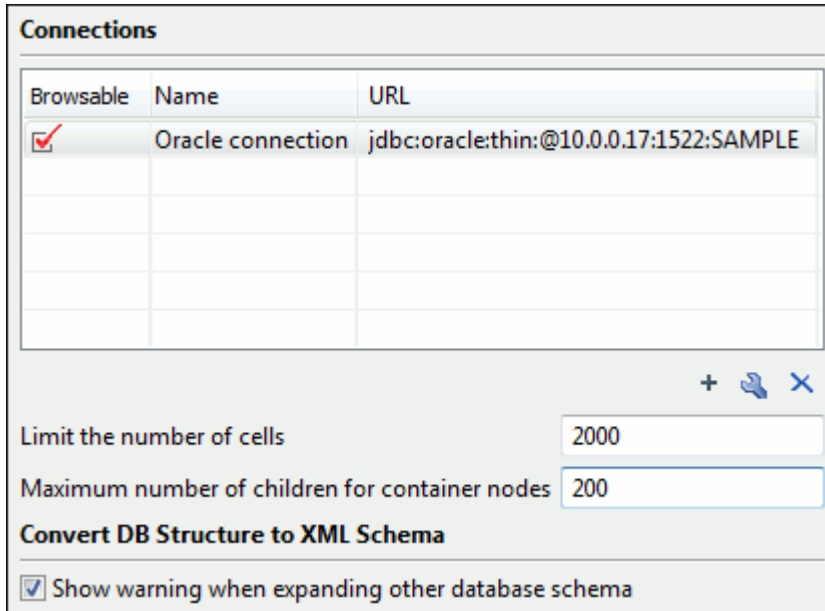 Connections
Browsable Name URL
Oracle connection jdbc:oracle:thin:@10.0.0.17:1522:SAMPLE
Limit the number of cells 2000
Maximum number of children for container nodes 200
Convert DB Structure to XML Schema
Show warning when expanding other database schema